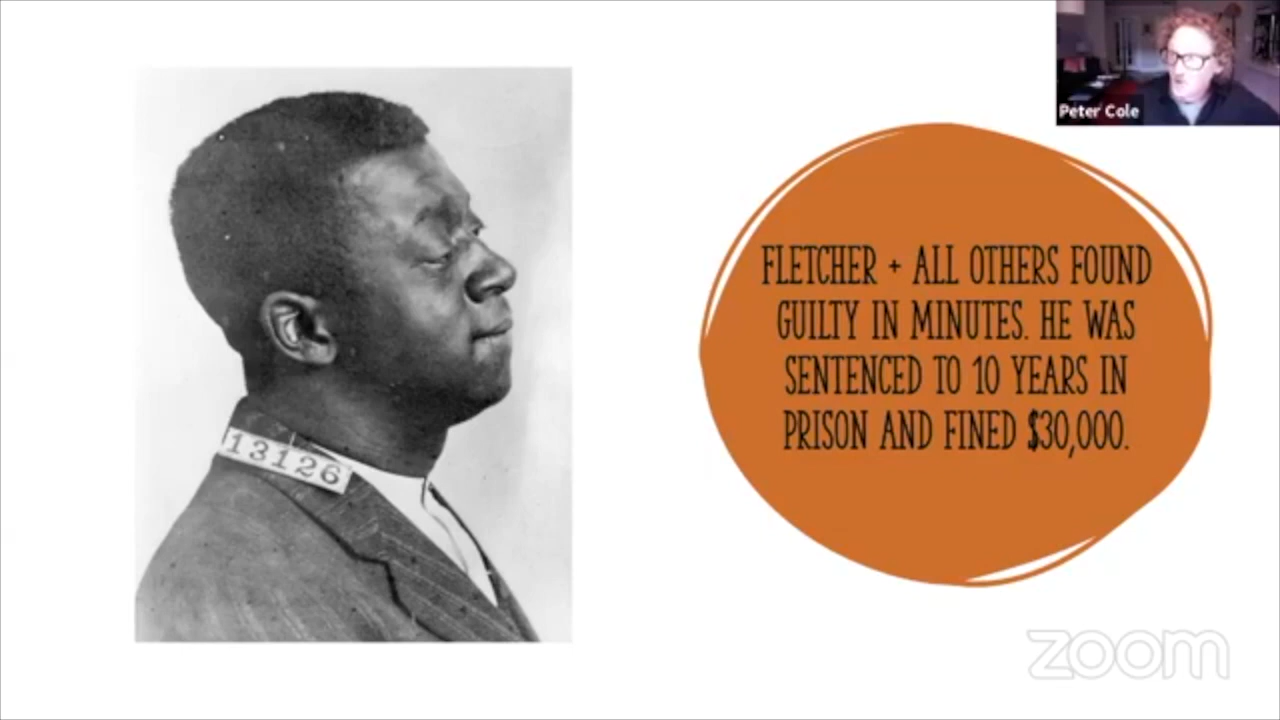 Peter Cole
FLETCHER + ALL OTHERS FOUND
GUILTY IN MINUTES. HE WAS
SENTENCED TO 10 YEARS IN
PRISON AND FINED $30,000.
13126
zoom